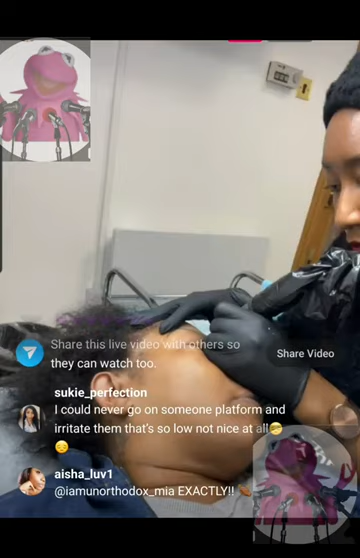 Share this live video with others so
they can watch too.
Share Video
sukie_perfection
I could never go on someone platform and
irritate them that's so low not nice at all😒
😒
aisha_luv1
@iamunorthodox_mia EXACTLY!!